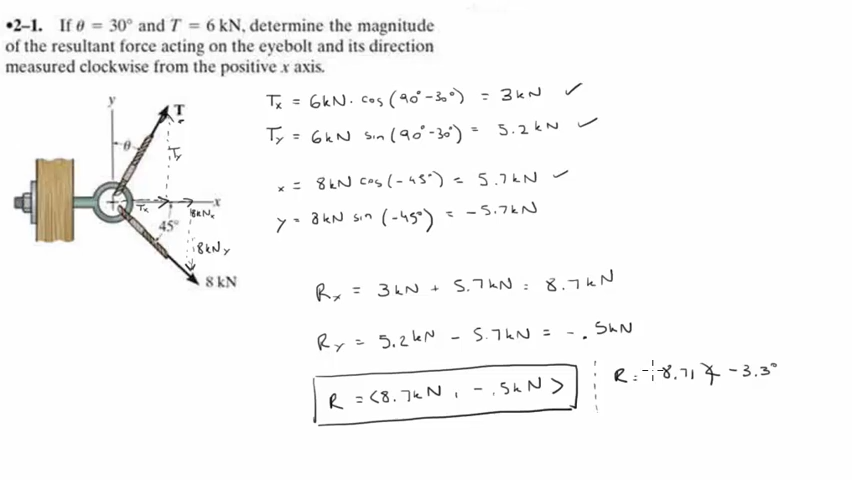 •2–1. If θ = 30° and T = 6 kN, determine the magnitude
of the resultant force acting on the eyebolt and its direction
measured clockwise from the positive x axis.
y
T
θ
Ty
Tx
x
8kNx
45°
8kNy
8 kN
Tx = 6kN · cos(90°-30°) = 3kN ✓
Ty = 6kN sin(90°-30°) = 5.2kN ✓
x = 8kN cos(-45°) = 5.7kN ✓
y = 8kN sin(-45°) = -5.7kN
Rx = 3kN + 5.7kN = 8.7kN
Ry = 5.2kN - 5.7kN = -.5kN
R = <8.7kN, -.5kN>
R = 8.71 ∡ -3.3°